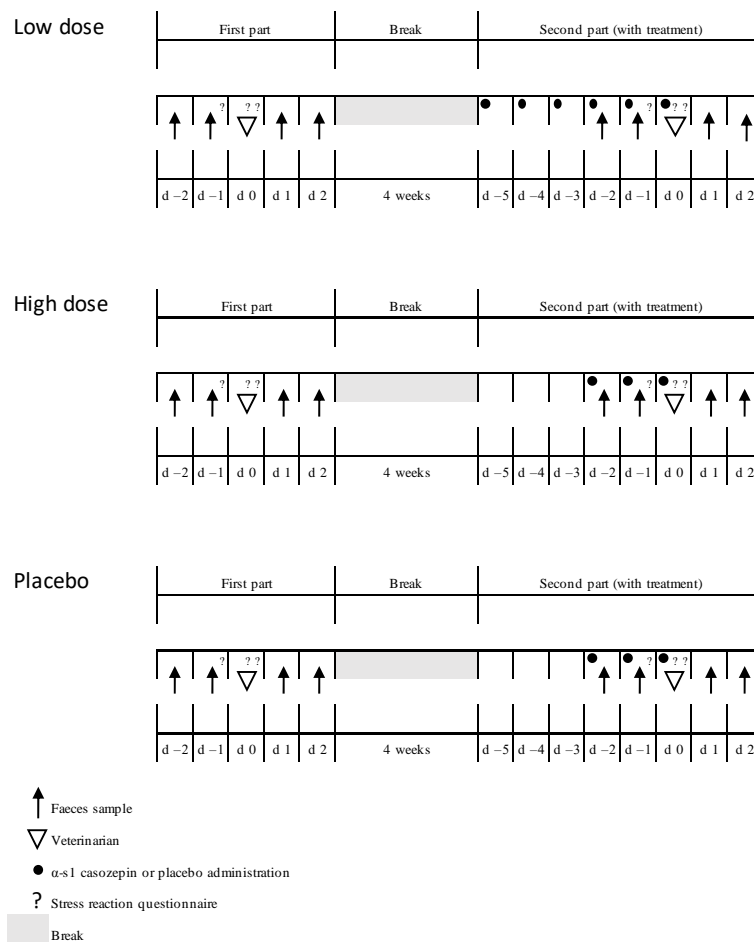 Low dose
First part Break Second part (with treatment)
? ? ? ? ? ?
d −2 d −1 d 0 d 1 d 2 4 weeks d −5 d −4 d −3 d −2 d −1 d 0 d 1 d 2
High dose
First part Break Second part (with treatment)
? ? ? ? ? ?
d −2 d −1 d 0 d 1 d 2 4 weeks d −5 d −4 d −3 d −2 d −1 d 0 d 1 d 2
Placebo
First part Break Second part (with treatment)
? ? ? ? ? ?
d −2 d −1 d 0 d 1 d 2 4 weeks d −5 d −4 d −3 d −2 d −1 d 0 d 1 d 2
Faeces sample
Veterinarian
α-s1 casozepin or placebo administration
? Stress reaction questionnaire
Break